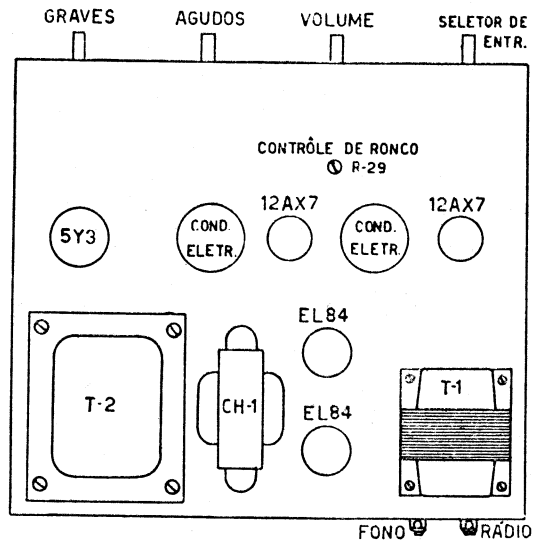 GRAVES
AGUDOS
VOLUME
SELETOR DE
ENTR.
CONTRÔLE DE RONCO
R-29
12AX7
12AX7
5Y3
COND.
ELETR.
COND.
ELETR.
EL84
T-2
CH-1
T-1
EL84
FONO
RÁDIO